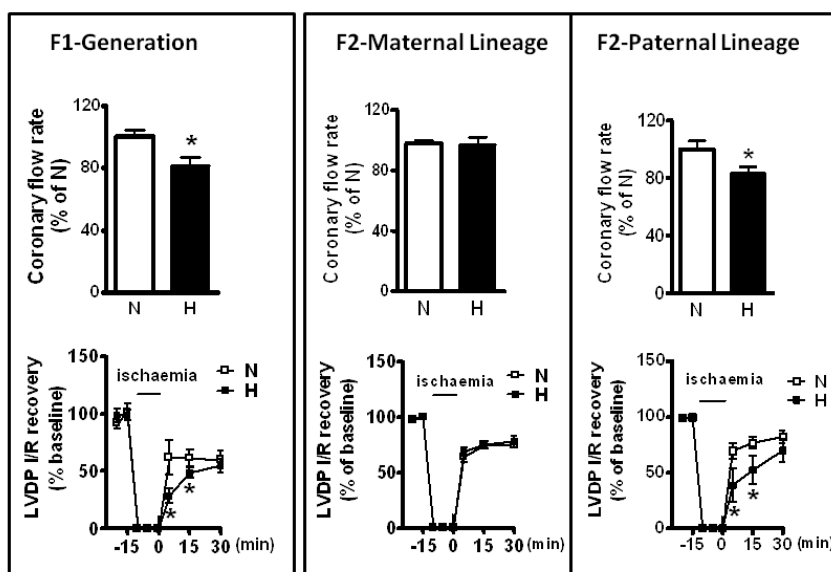 F1-Generation
Coronary flow rate
(% of N)
120
80
40
0
*
N H
LVDP I/R recovery
(% baseline)
150
100
50
0
ischaemia
N
H
*
*
-15 0 15 30 (min)
F2-Maternal Lineage
Coronary flow rate
(% of N)
120
80
40
0
N H
LVDP I/R recovery
(% of baseline)
150
100
50
0
ischaemia
N
H
-15 0 15 30 (min)
F2-Paternal Lineage
Coronary flow rate
(% of N)
120
80
40
0
*
N H
LVDP I/R recovery
(% of baseline)
150
100
50
0
ischaemia
N
H
*
*
-15 0 15 30 (min)